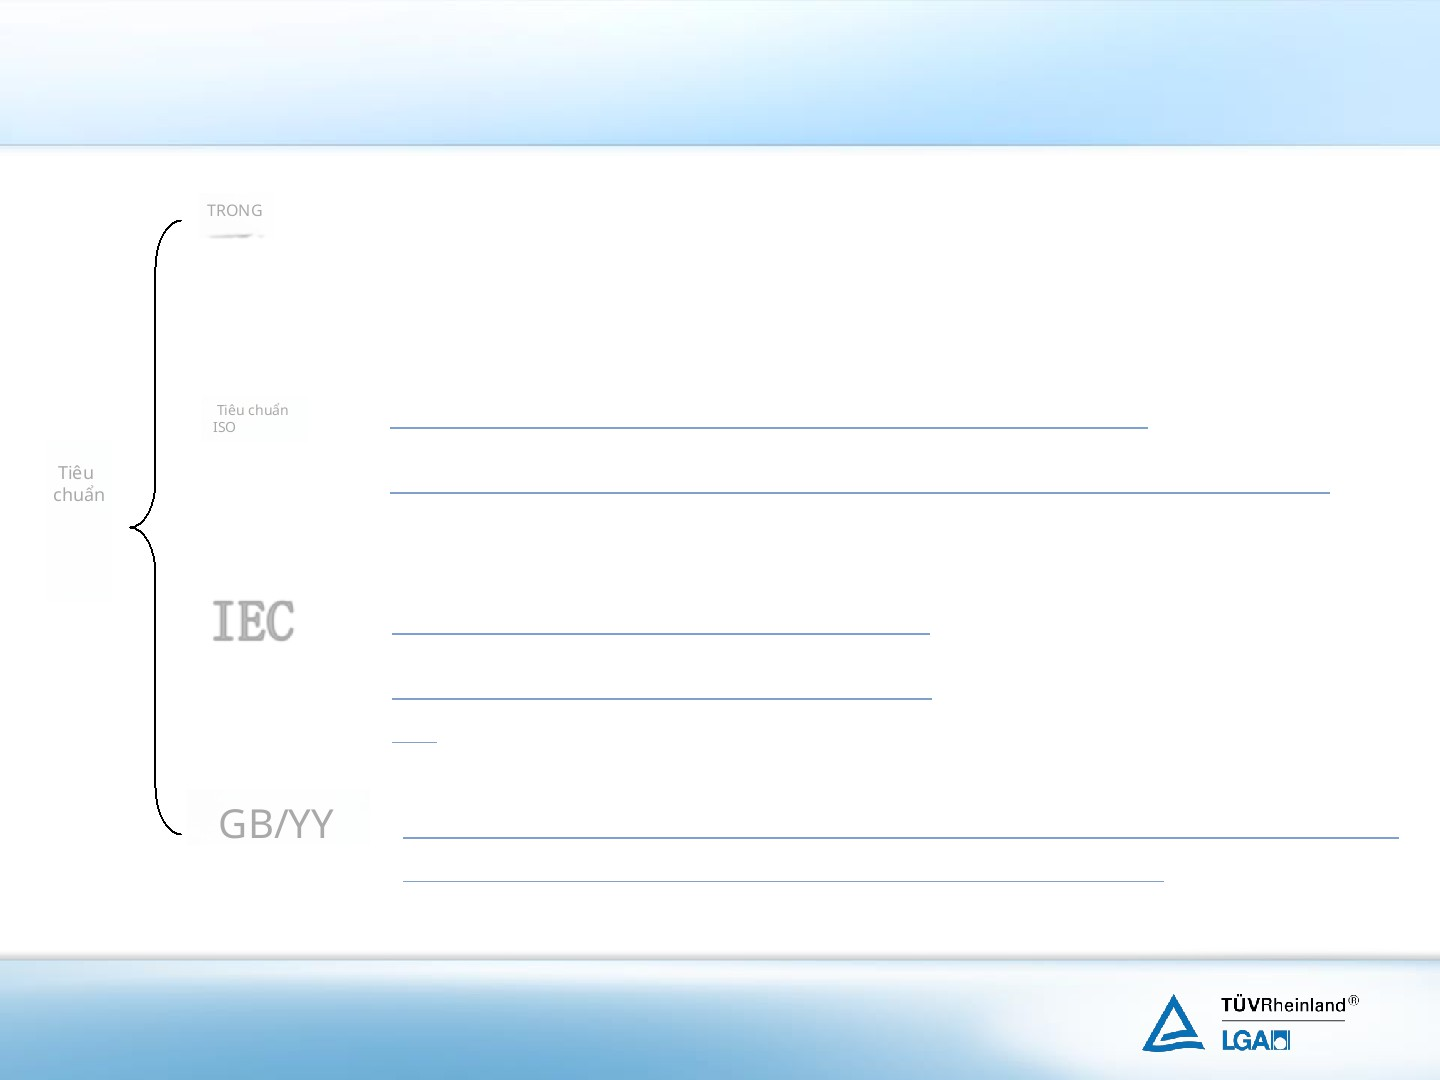 TRONG
Tiêu chuẩn
ISO
Tiêu
chuẩn
IEC
GB/YY
TÜVRheinland®
LGA